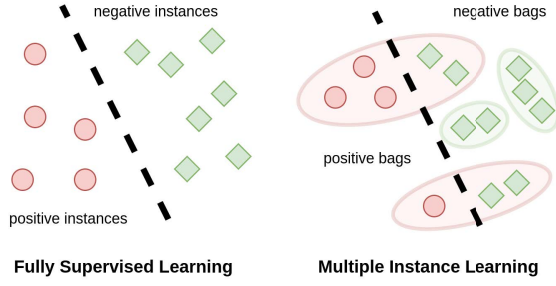 negative instances
positive instances
Fully Supervised Learning
negative bags
positive bags
Multiple Instance Learning